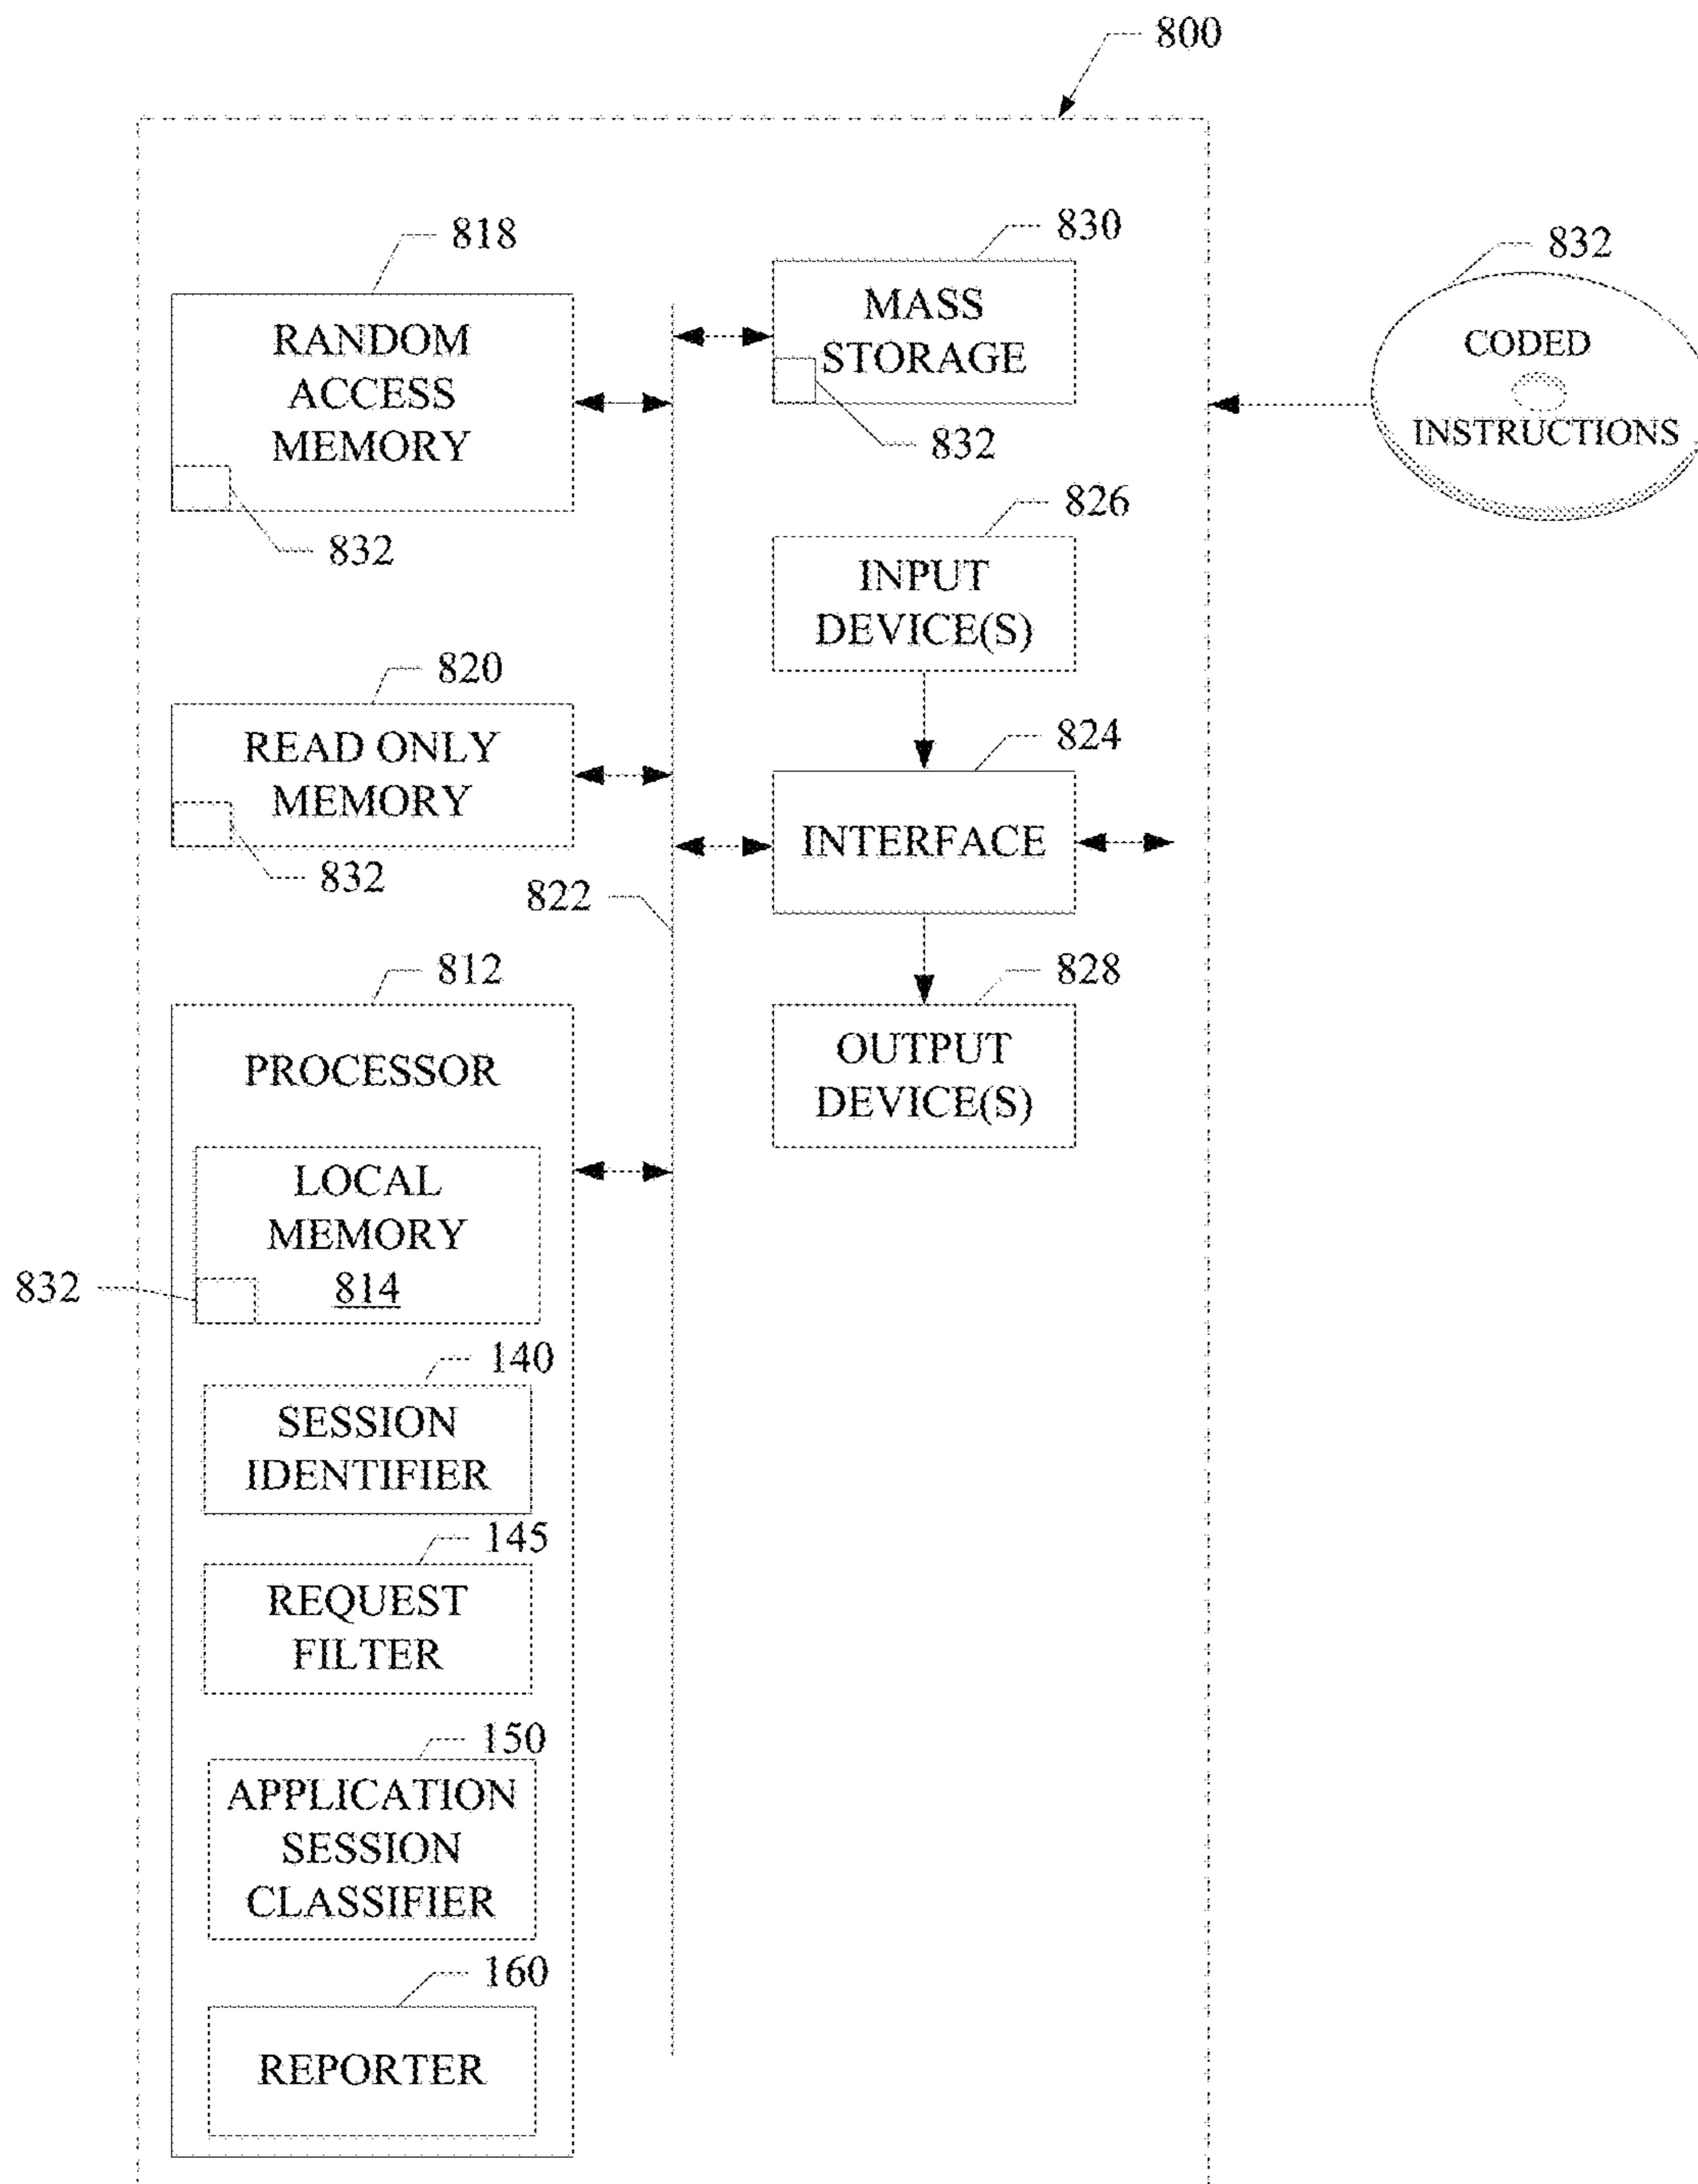 800
818
RANDOM
ACCESS
MEMORY
832
830
MASS
STORAGE
832
832
CODED
INSTRUCTIONS
826
INPUT
DEVICE(S)
820
READ ONLY
MEMORY
832
824
INTERFACE
822
828
OUTPUT
DEVICE(S)
812
PROCESSOR
LOCAL
MEMORY
814
832
140
SESSION
IDENTIFIER
145
REQUEST
FILTER
150
APPLICATION
SESSION
CLASSIFIER
160
REPORTER